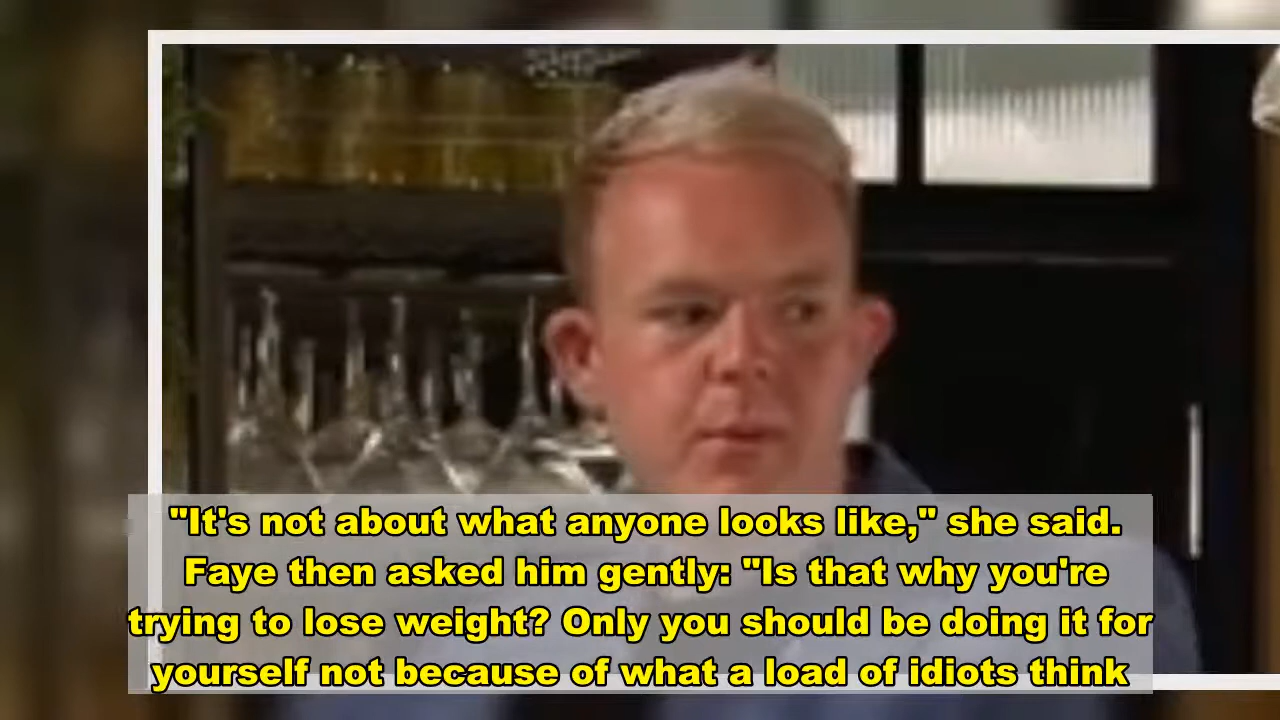 "It's not about what anyone looks like," she said.
Faye then asked him gently: "Is that why you're
trying to lose weight? Only you should be doing it for
yourself not because of what a load of idiots think